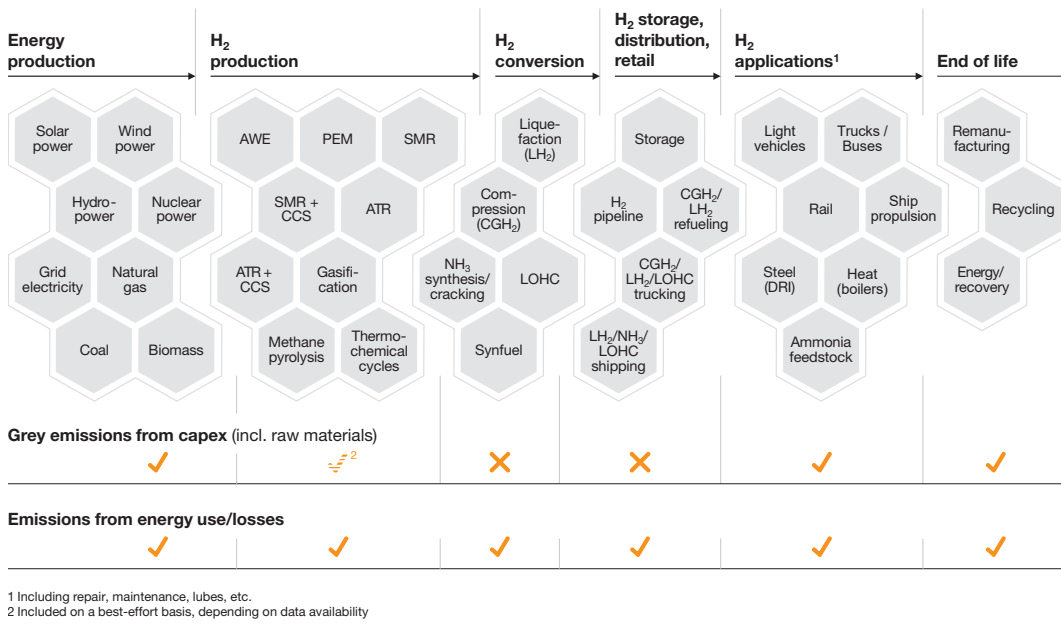 Energy
production
H₂
production
H₂
conversion
H₂ storage,
distribution,
retail
H₂
applications¹
End of life
Solar
power
Wind
power
Hydro-
power
Nuclear
power
Grid
electricity
Natural
gas
Coal
Biomass
AWE
PEM
SMR
SMR +
CCS
ATR
ATR +
CCS
Gasifi-
cation
Methane
pyrolysis
Thermo-
chemical
cycles
Lique-
faction
(LH₂)
Com-
pression
(CGH₂)
NH₃
synthesis/
cracking
LOHC
Synfuel
Storage
H₂
pipeline
CGH₂/
LH₂
refueling
CGH₂/
LH₂/LOHC
trucking
LH₂/NH₃/
LOHC
shipping
Light
vehicles
Trucks /
Buses
Rail
Ship
propulsion
Steel
(DRI)
Heat
(boilers)
Ammonia
feedstock
Remanu-
facturing
Recycling
Energy/
recovery
Grey emissions from capex (incl. raw materials)
2
Emissions from energy use/losses
1 Including repair, maintenance, lubes, etc.
2 Included on a best-effort basis, depending on data availability